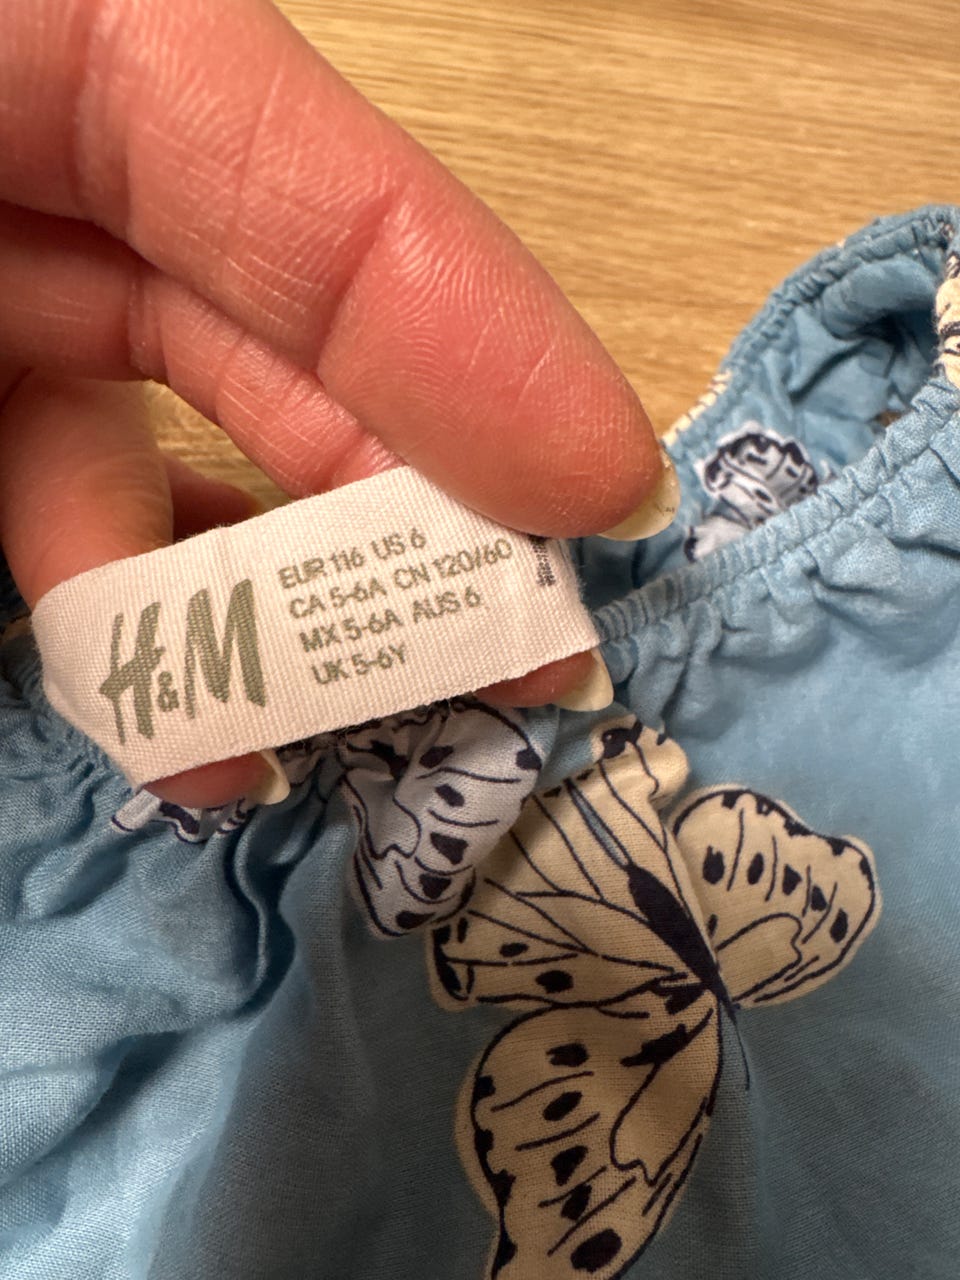 H&M
EUR 116 US 6
CA 5-6A CN 120/60
MX 5-6A AUS 6
UK 5-6Y